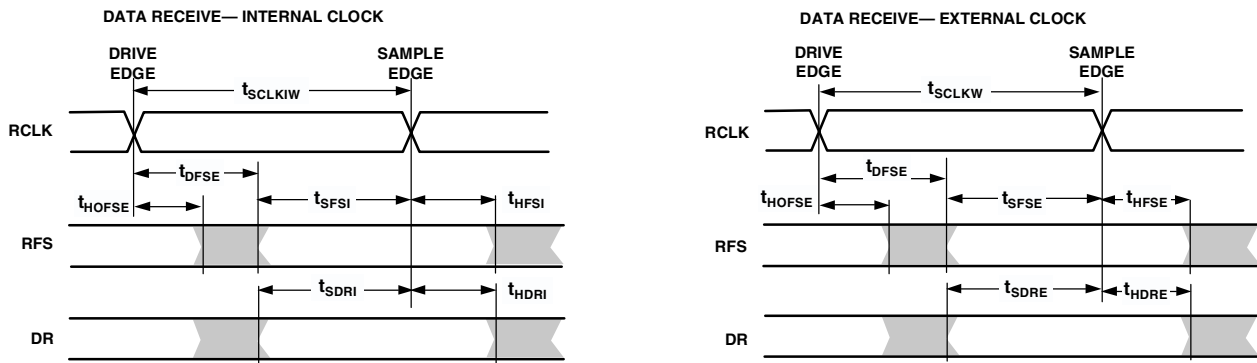 DATA RECEIVE— INTERNAL CLOCK
DRIVE
EDGE
SAMPLE
EDGE
tSCLKIW
RCLK
tDFSE
tHOFSE
tSFSI
tHFSI
RFS
tSDRI
tHDRI
DR
DATA RECEIVE— EXTERNAL CLOCK
DRIVE
EDGE
SAMPLE
EDGE
tSCLKW
RCLK
tDFSE
tHOFSE
tSFSE
tHFSE
RFS
tSDRE
tHDRE
DR